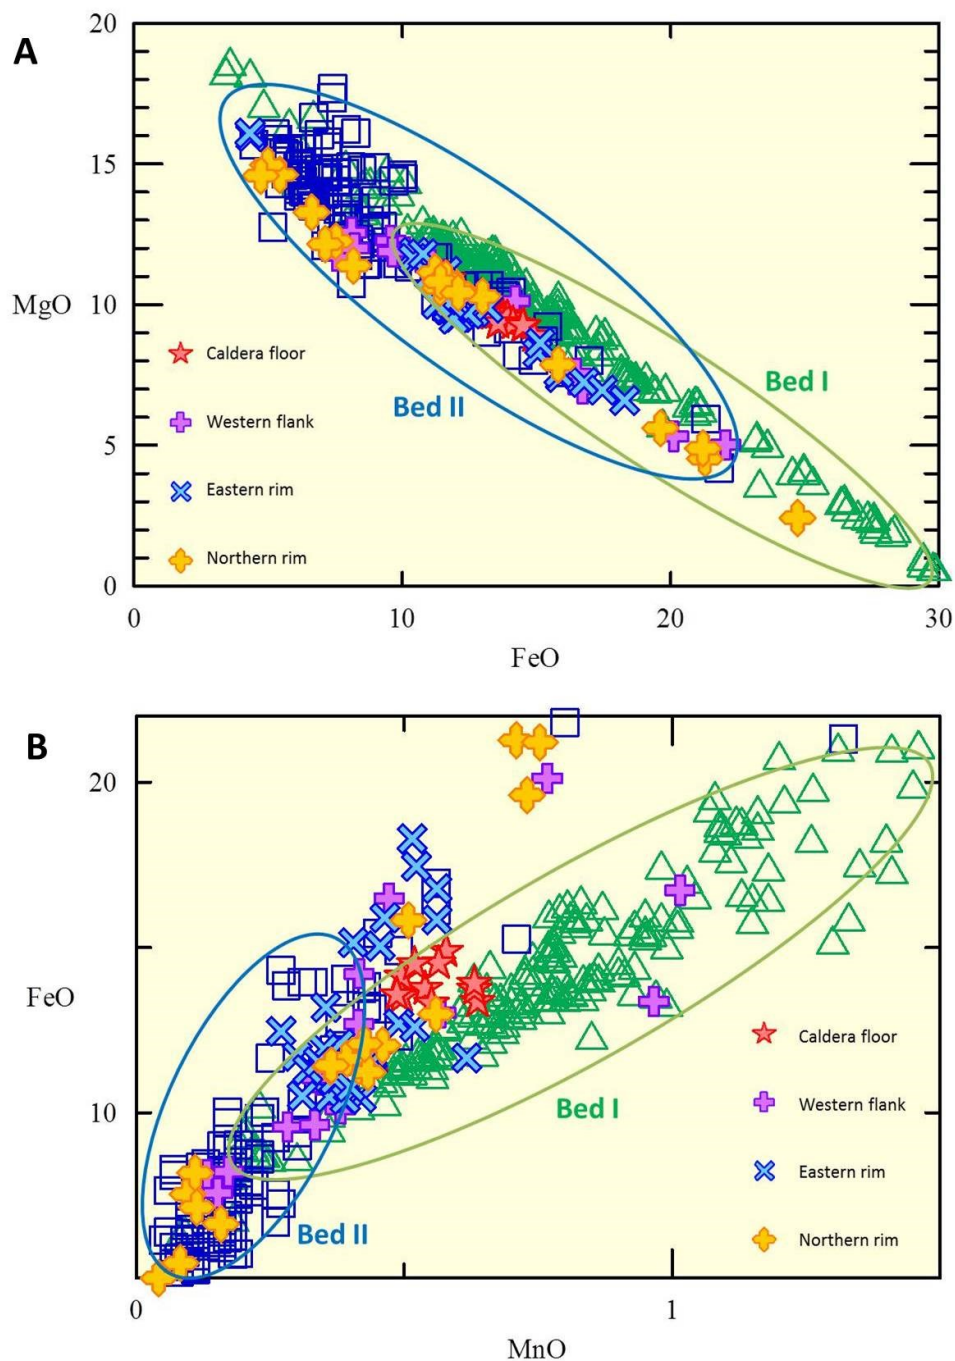 A
20
15
MgO
10
Caldera floor
Bed I
Bed II
Western flank
5
Eastern rim
Northern rim
0
0 10 20 30
FeO
B
20
FeO
Caldera floor
10
Bed I
Western flank
Eastern rim
Bed II
Northern rim
0 1
MnO